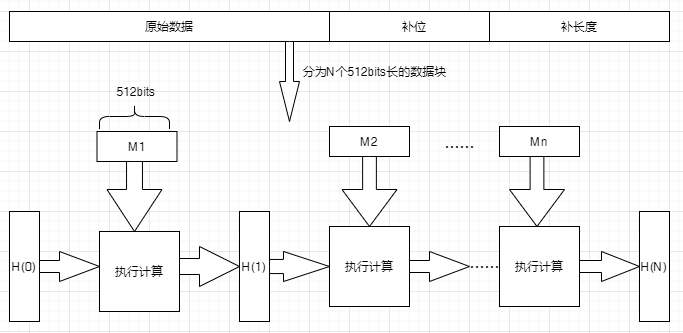 原始数据 补位 补长度
分为N个512bits长的数据块
512bits
M1 M2 …… Mn
H(0) 执行计算 H(1) 执行计算 …… 执行计算 H(N)